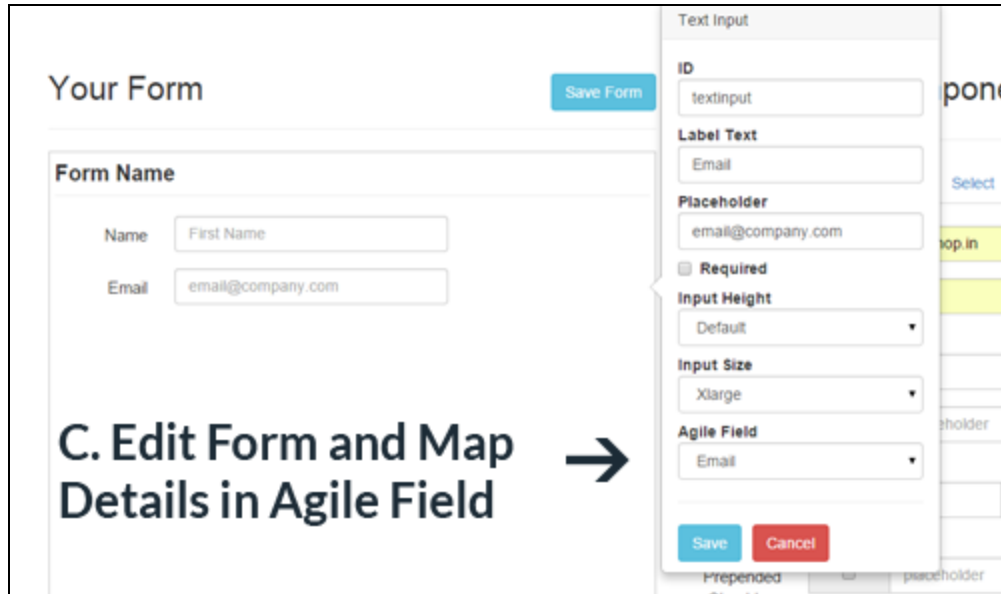 Text Input
Your Form
Save Form
ID
textinput
Label Text
Email
Placeholder
email@company.com
Required
Input Height
Default
Input Size
Xlarge
Agile Field
Email
Save
Cancel
Form Name
Name
First Name
Email
email@company.com
C. Edit Form and Map
Details in Agile Field
Select
Prepended
placeholder